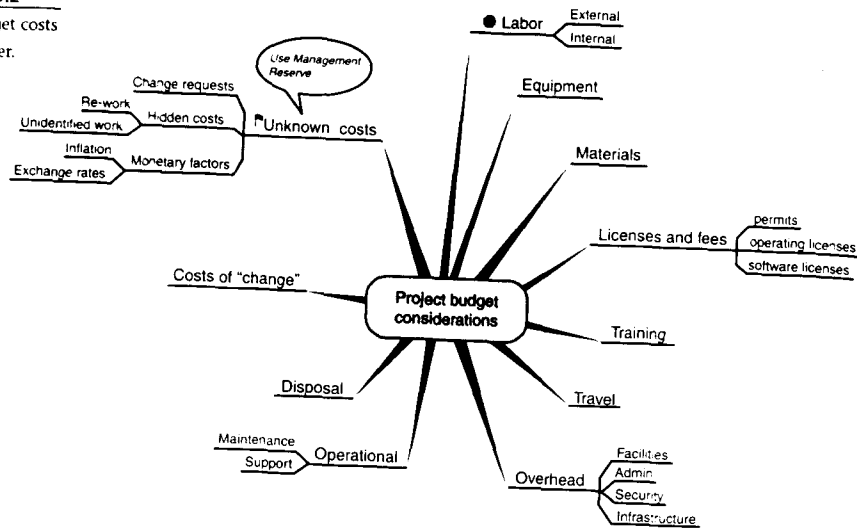 et costs
er.
Labor
External
Internal
Use Management
Reserve
Equipment
Change requests
Re-work
Hidden costs
Unidentified work
Unknown costs
Inflation
Monetary factors
Exchange rates
Materials
Licenses and fees
permits
operating licenses
software licenses
Costs of "change"
Project budget
considerations
Training
Disposal
Travel
Maintenance
Support
Operational
Overhead
Facilities
Admin
Security
Infrastructure